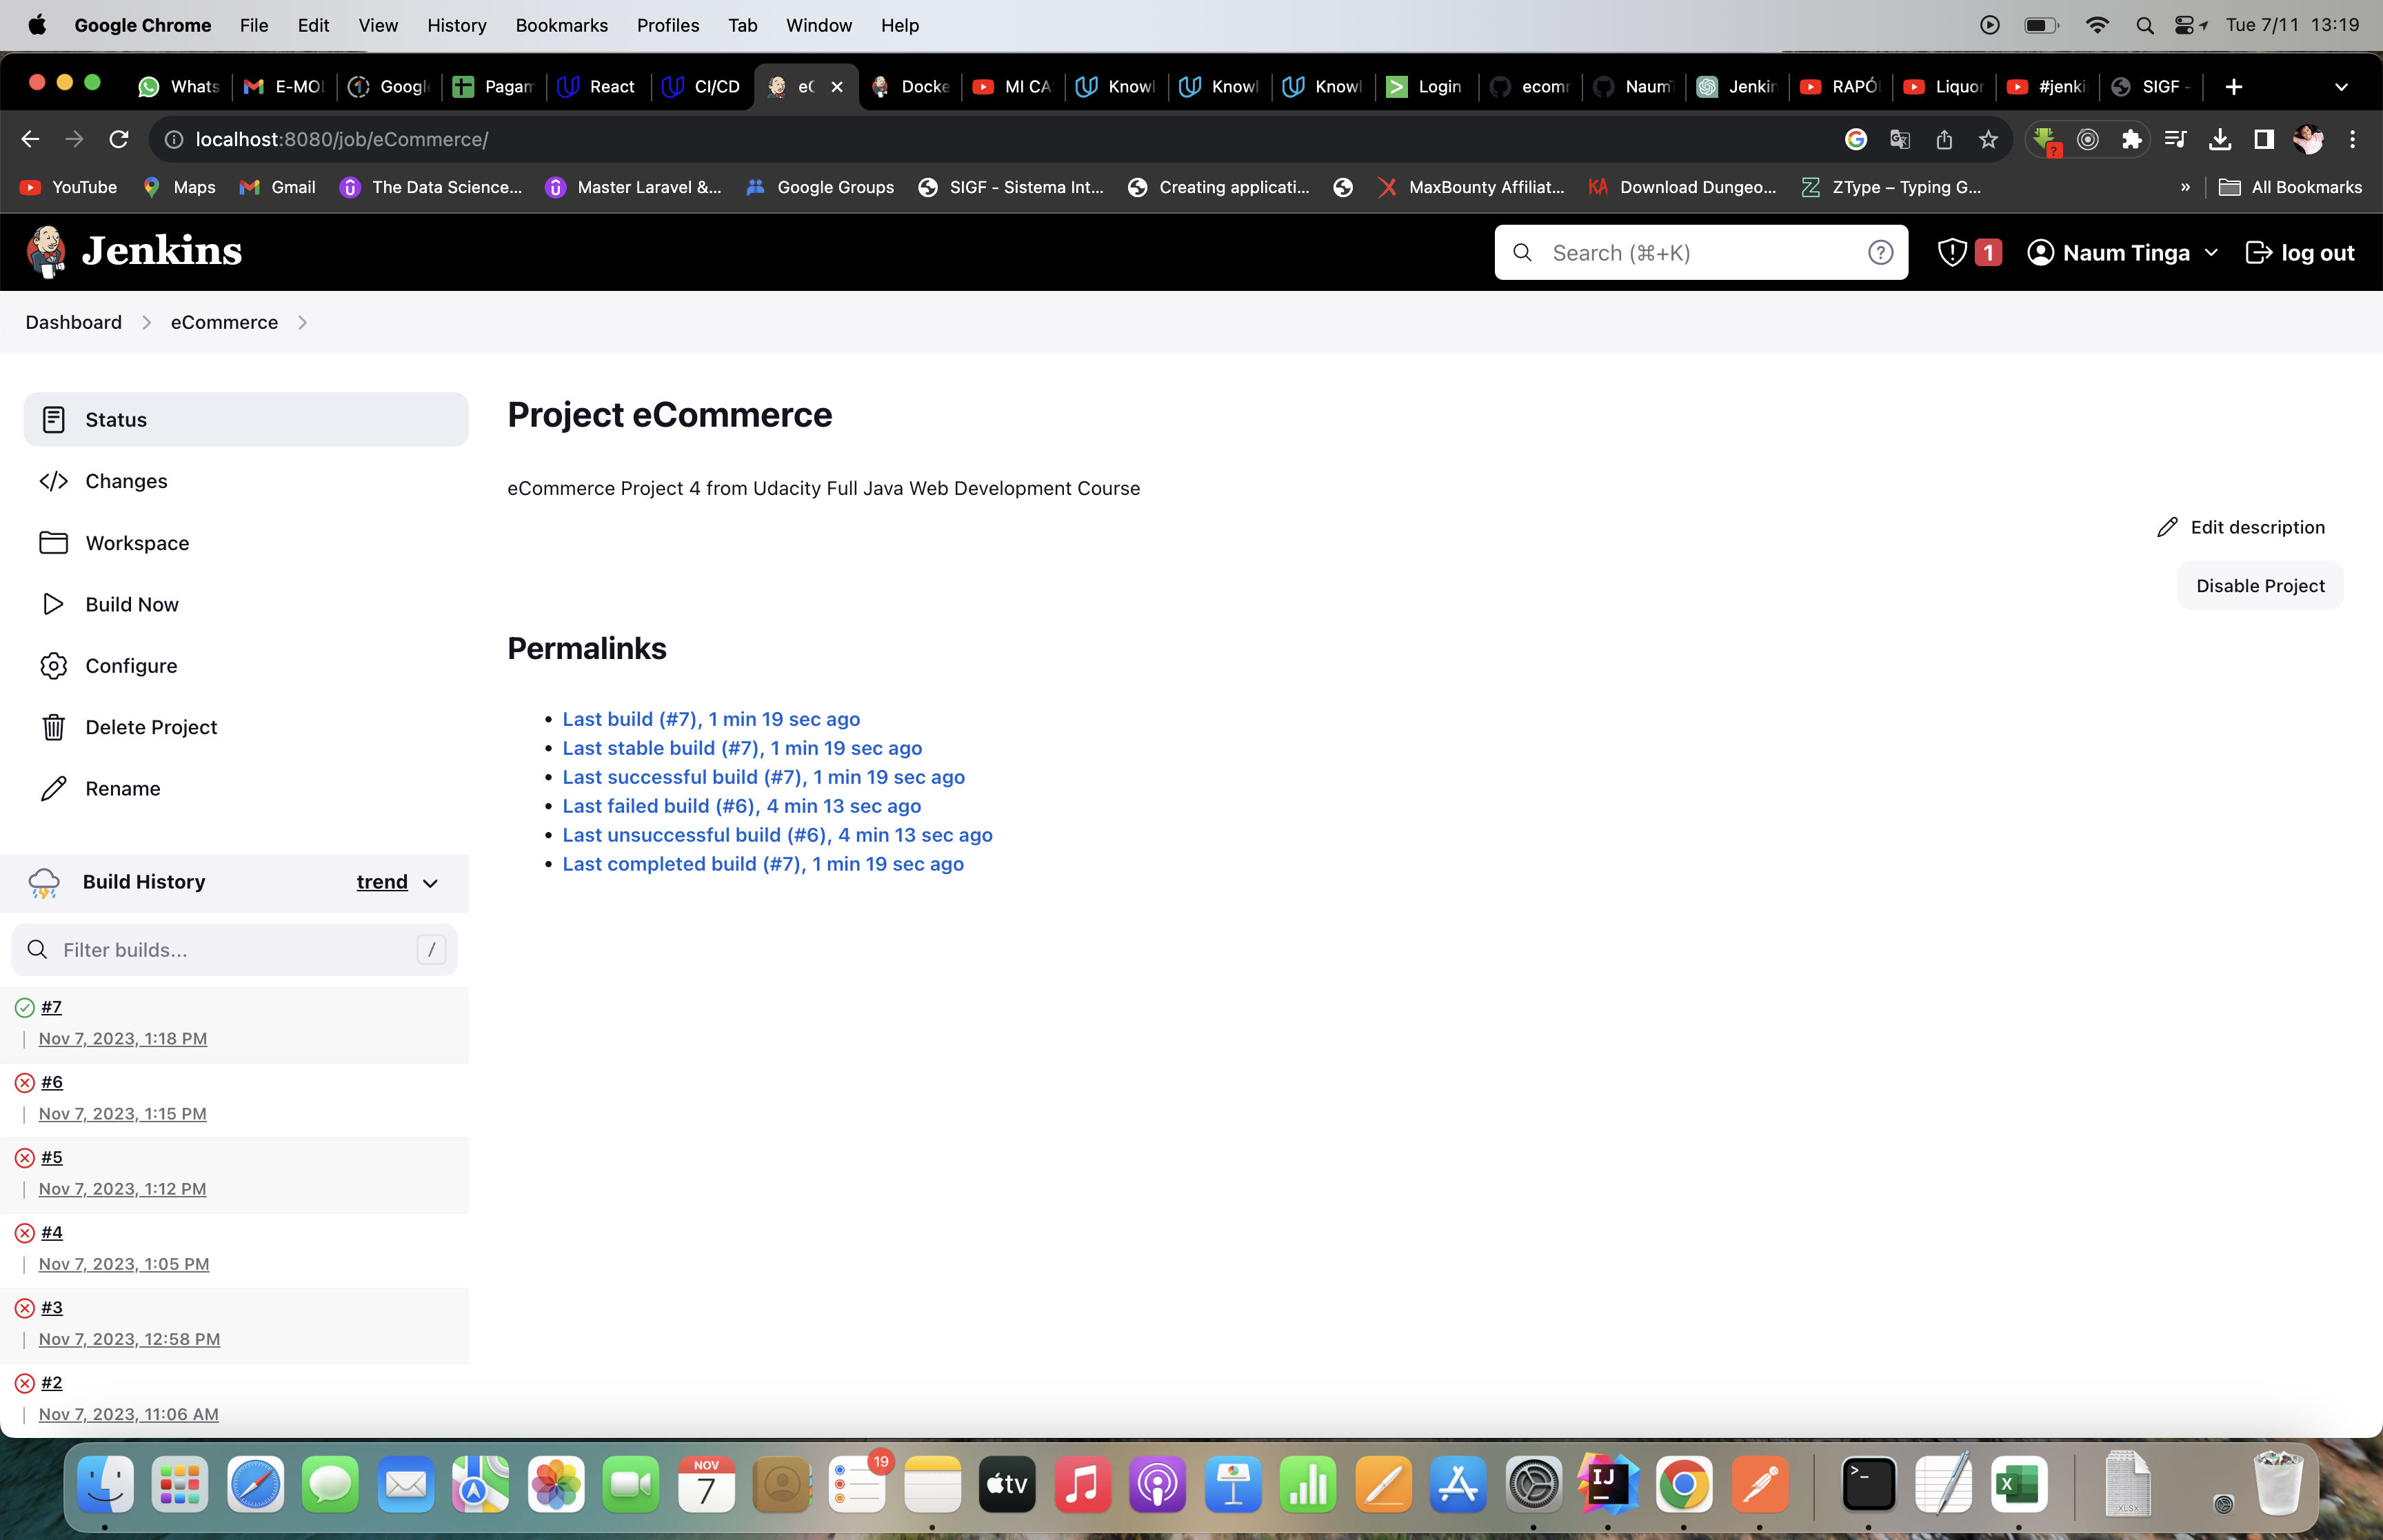 Google Chrome File Edit View History Bookmarks Profiles Tab Window Help Tue 7/11 13:19
Whats E-MOL Googl Pagam React CI/CD eC Docke MI CA Knowl Knowl Knowl Login ecomr NaumT Jenkin RAPÓ Liquor #jenki SIGF -
localhost:8080/job/eCommerce/
YouTube Maps Gmail The Data Science... Master Laravel &... Google Groups SIGF - Sistema Int... Creating applicati... MaxBounty Affiliat... Download Dungeo... ZType – Typing G... » All Bookmarks
Jenkins Search (⌘+K) ? 1 Naum Tinga log out
Dashboard eCommerce
Status
Changes
Workspace
Build Now
Configure
Delete Project
Rename
Project eCommerce
eCommerce Project 4 from Udacity Full Java Web Development Course
Edit description
Disable Project
Permalinks
Last build (#7), 1 min 19 sec ago
Last stable build (#7), 1 min 19 sec ago
Last successful build (#7), 1 min 19 sec ago
Last failed build (#6), 4 min 13 sec ago
Last unsuccessful build (#6), 4 min 13 sec ago
Last completed build (#7), 1 min 19 sec ago
Build History trend
Filter builds... /
#7
Nov 7, 2023, 1:18 PM
#6
Nov 7, 2023, 1:15 PM
#5
Nov 7, 2023, 1:12 PM
#4
Nov 7, 2023, 1:05 PM
#3
Nov 7, 2023, 12:58 PM
#2
Nov 7, 2023, 11:06 AM
NOV
7
19
tv
IJ
>_
X
XLSX